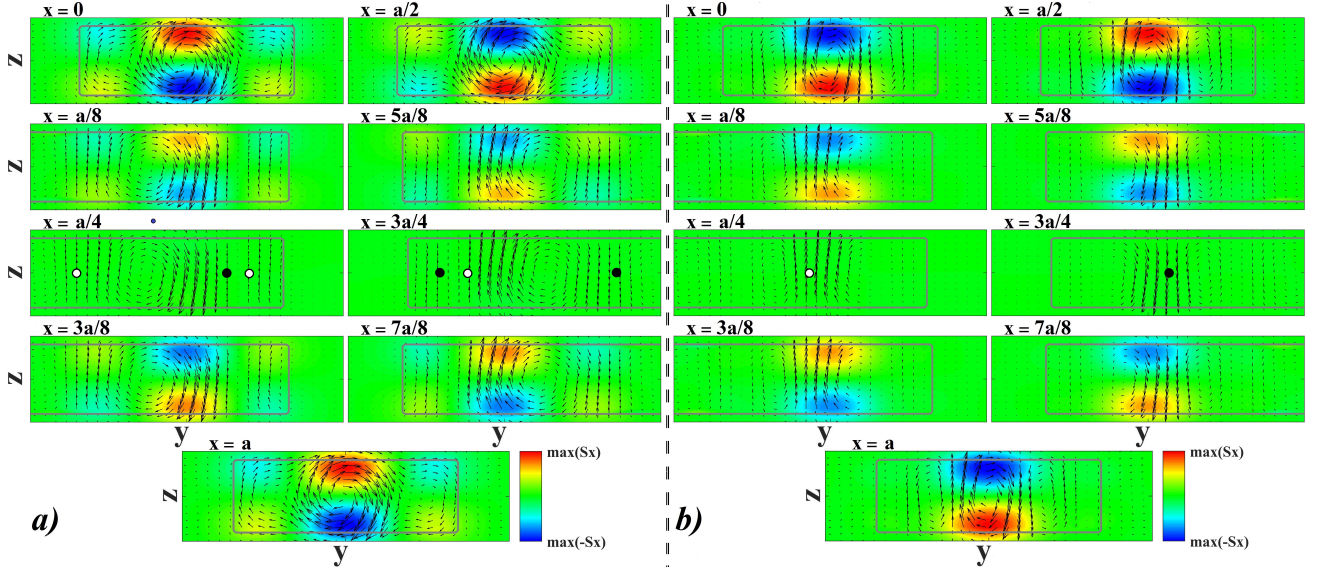 x = 0
x = a/2
x = 0
x = a/2
z
x = a/8
x = 5a/8
x = a/8
x = 5a/8
z
x = a/4
x = 3a/4
x = a/4
x = 3a/4
z
x = 3a/8
x = 7a/8
x = 3a/8
x = 7a/8
z
y
y
y
y
x = a
x = a
max(Sx)
max(Sx)
z
z
a)
b)
max(-Sx)
max(-Sx)
y
y